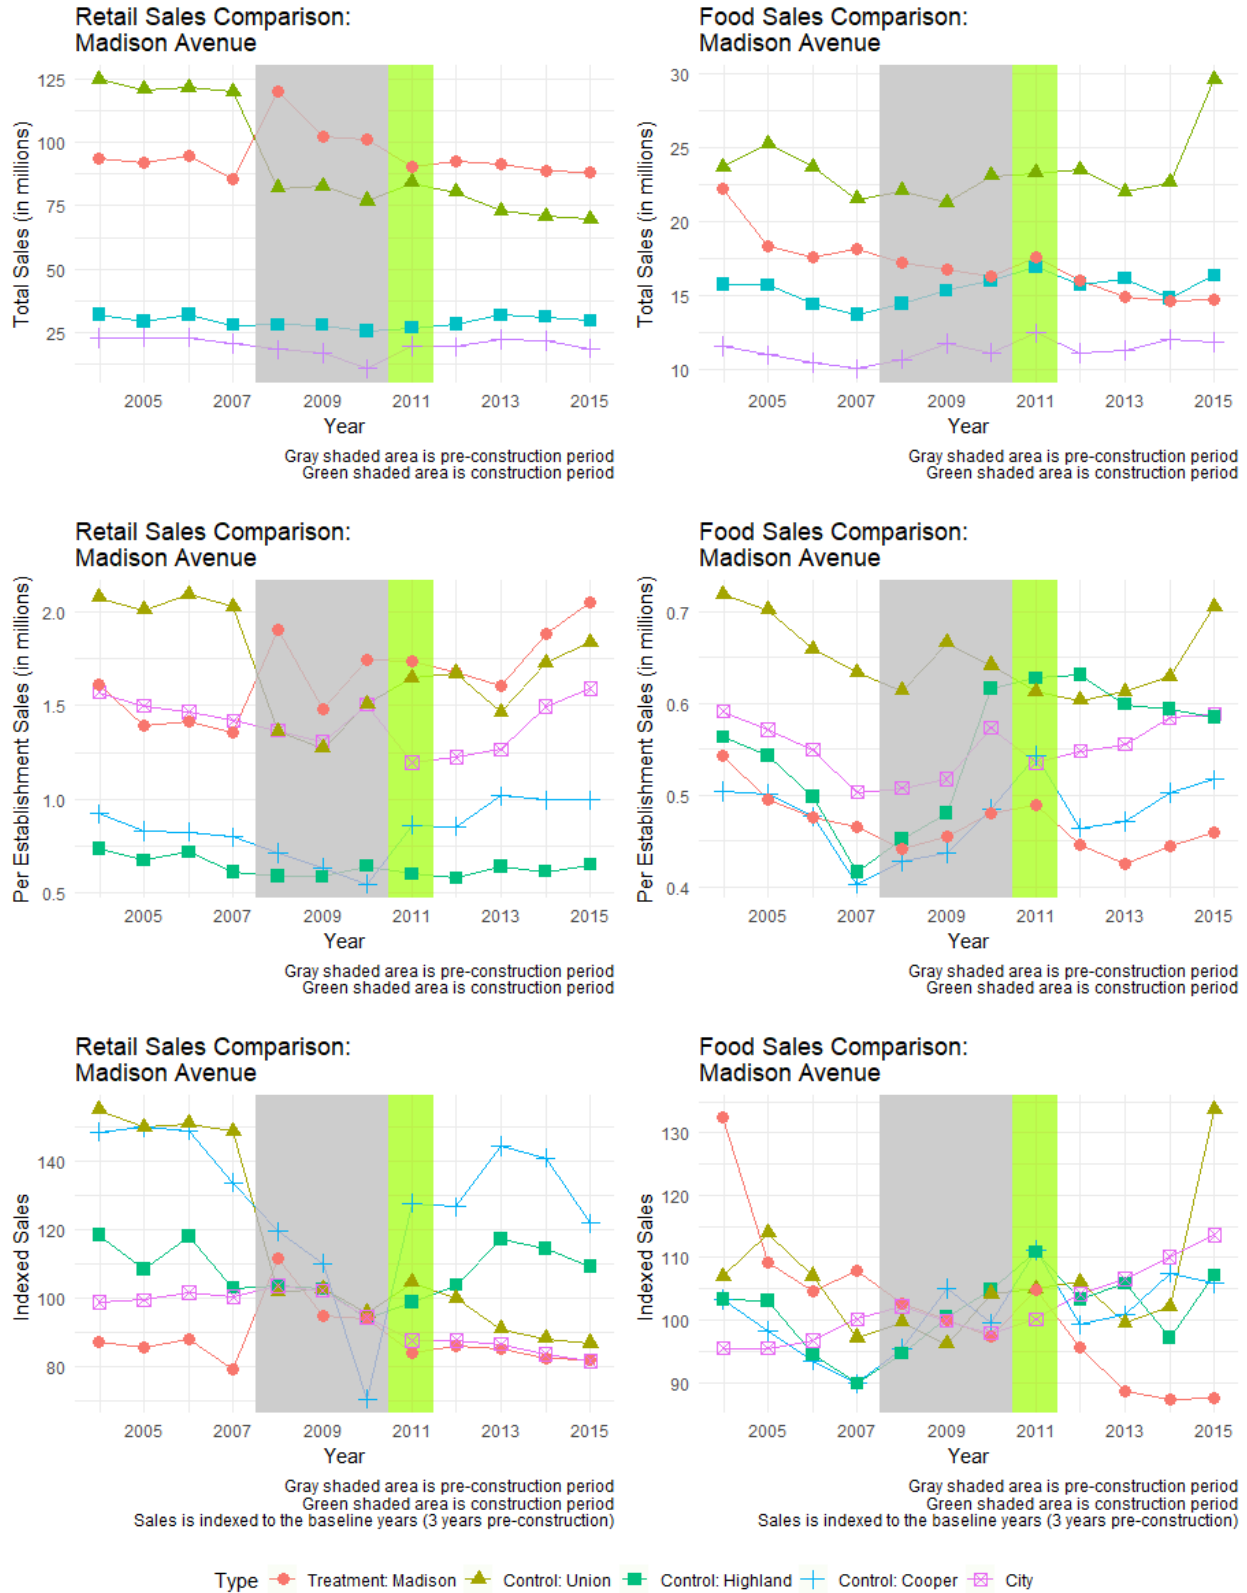 Retail Sales Comparison:
Madison Avenue
Total Sales (in millions)
125
100
75
50
25
2005 2007 2009 2011 2013 2015
Year
Gray shaded area is pre-construction period
Green shaded area is construction period
Food Sales Comparison:
Madison Avenue
Total Sales (in millions)
30
25
20
15
10
2005 2007 2009 2011 2013 2015
Year
Gray shaded area is pre-construction period
Green shaded area is construction period
Retail Sales Comparison:
Madison Avenue
Per Establishment Sales (in millions)
2.0
1.5
1.0
0.5
2005 2007 2009 2011 2013 2015
Year
Gray shaded area is pre-construction period
Green shaded area is construction period
Food Sales Comparison:
Madison Avenue
Per Establishment Sales (in millions)
0.7
0.6
0.5
0.4
2005 2007 2009 2011 2013 2015
Year
Gray shaded area is pre-construction period
Green shaded area is construction period
Retail Sales Comparison:
Madison Avenue
Indexed Sales
140
120
100
80
2005 2007 2009 2011 2013 2015
Year
Gray shaded area is pre-construction period
Green shaded area is construction period
Sales is indexed to the baseline years (3 years pre-construction)
Food Sales Comparison:
Madison Avenue
Indexed Sales
130
120
110
100
90
2005 2007 2009 2011 2013 2015
Year
Gray shaded area is pre-construction period
Green shaded area is construction period
Sales is indexed to the baseline years (3 years pre-construction)
Type Treatment: Madison Control: Union Control: Highland Control: Cooper City